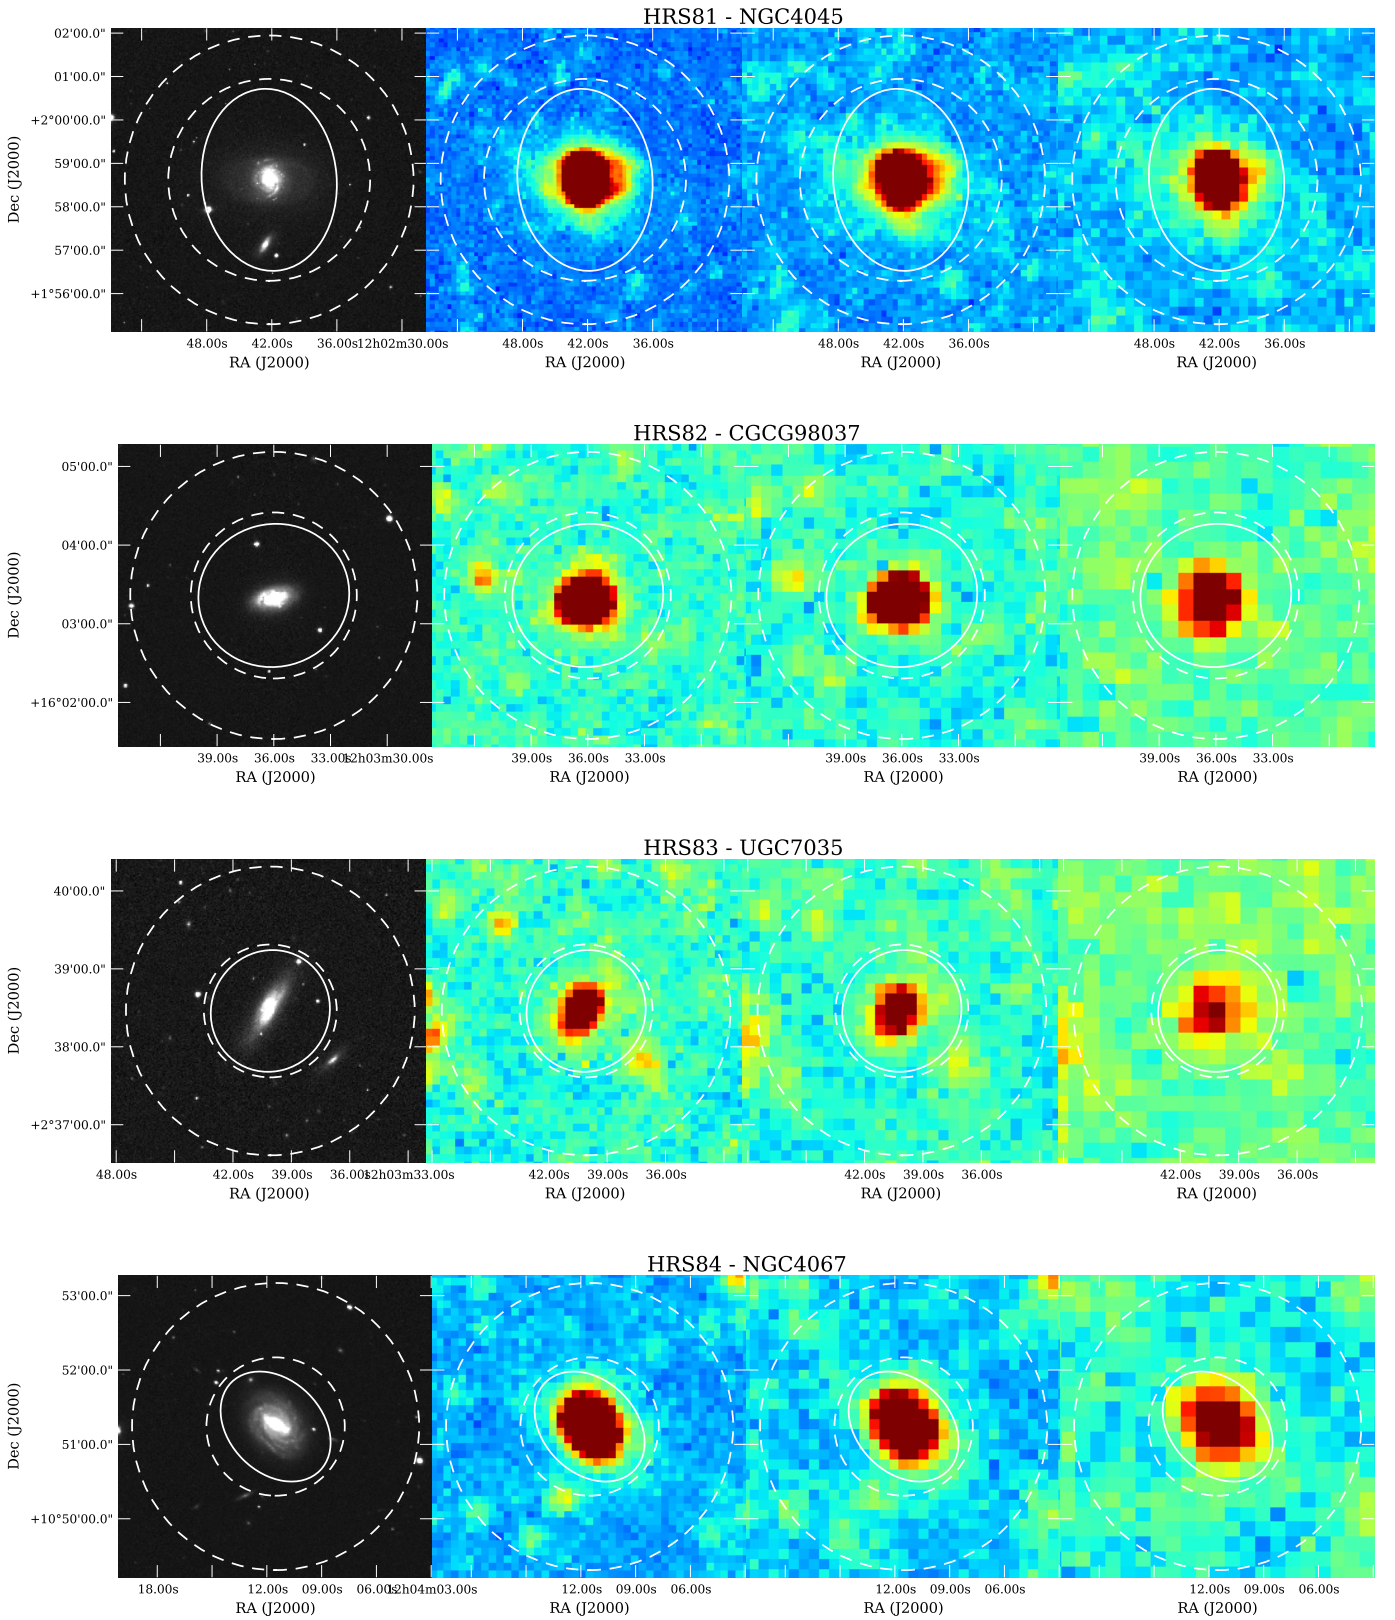 HRS81 - NGC4045
02'00.0"
01'00.0"
+2°00'00.0"
59'00.0"
58'00.0"
57'00.0"
+1°56'00.0"
Dec (J2000)
48.00s 42.00s 36.00s 12h02m30.00s 48.00s 42.00s 36.00s 48.00s 42.00s 36.00s 48.00s 42.00s 36.00s
RA (J2000) RA (J2000) RA (J2000) RA (J2000)
HRS82 - CGCG98037
05'00.0"
04'00.0"
03'00.0"
+16°02'00.0"
Dec (J2000)
39.00s 36.00s 33.00s 12h03m30.00s 39.00s 36.00s 33.00s 39.00s 36.00s 33.00s 39.00s 36.00s 33.00s
RA (J2000) RA (J2000) RA (J2000) RA (J2000)
HRS83 - UGC7035
40'00.0"
39'00.0"
38'00.0"
+2°37'00.0"
Dec (J2000)
48.00s 42.00s 39.00s 36.00s 12h03m33.00s 42.00s 39.00s 36.00s 42.00s 39.00s 36.00s 42.00s 39.00s 36.00s
RA (J2000) RA (J2000) RA (J2000) RA (J2000)
HRS84 - NGC4067
53'00.0"
52'00.0"
51'00.0"
+10°50'00.0"
Dec (J2000)
18.00s 12.00s 09.00s 06.00s 12h04m03.00s 12.00s 09.00s 06.00s 12.00s 09.00s 06.00s 12.00s 09.00s 06.00s
RA (J2000) RA (J2000) RA (J2000) RA (J2000)